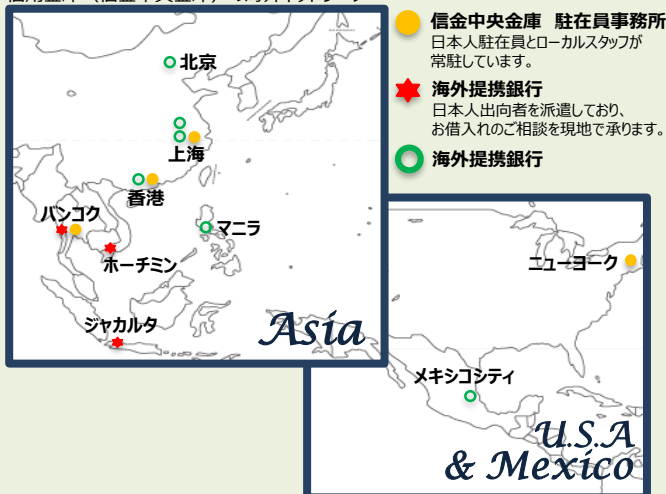 信金中央金庫 駐在員事務所
日本人駐在員とローカルスタッフが
常駐しています。
海外提携銀行
日本人出向者を派遣しており、
お借入れのご相談を現地で承ります。
海外提携銀行
北京
上海
香港
バンコク
マニラ
ホーチミン
ジャカルタ
Asia
ニューヨーク
メキシコシティ
U.S.A
& Mexico